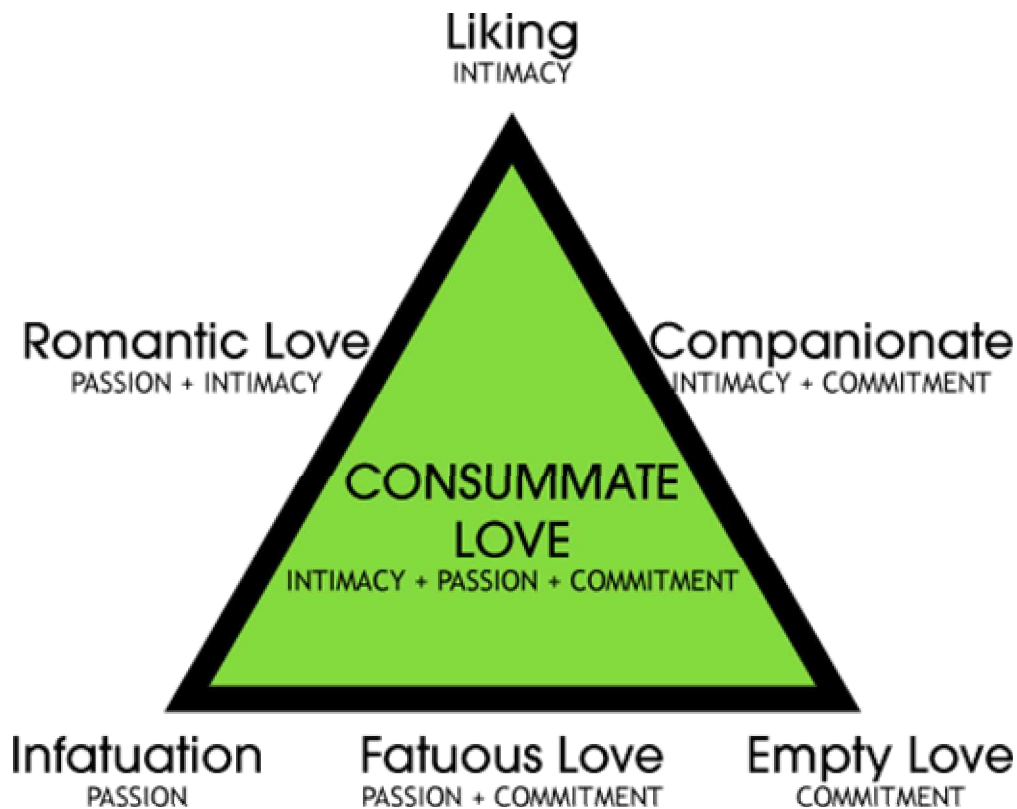 Liking
INTIMACY
Romantic Love
PASSION + INTIMACY
Companionate
INTIMACY + COMMITMENT
CONSUMMATE
LOVE
INTIMACY + PASSION + COMMITMENT
Infatuation
PASSION
Fatuous Love
PASSION + COMMITMENT
Empty Love
COMMITMENT